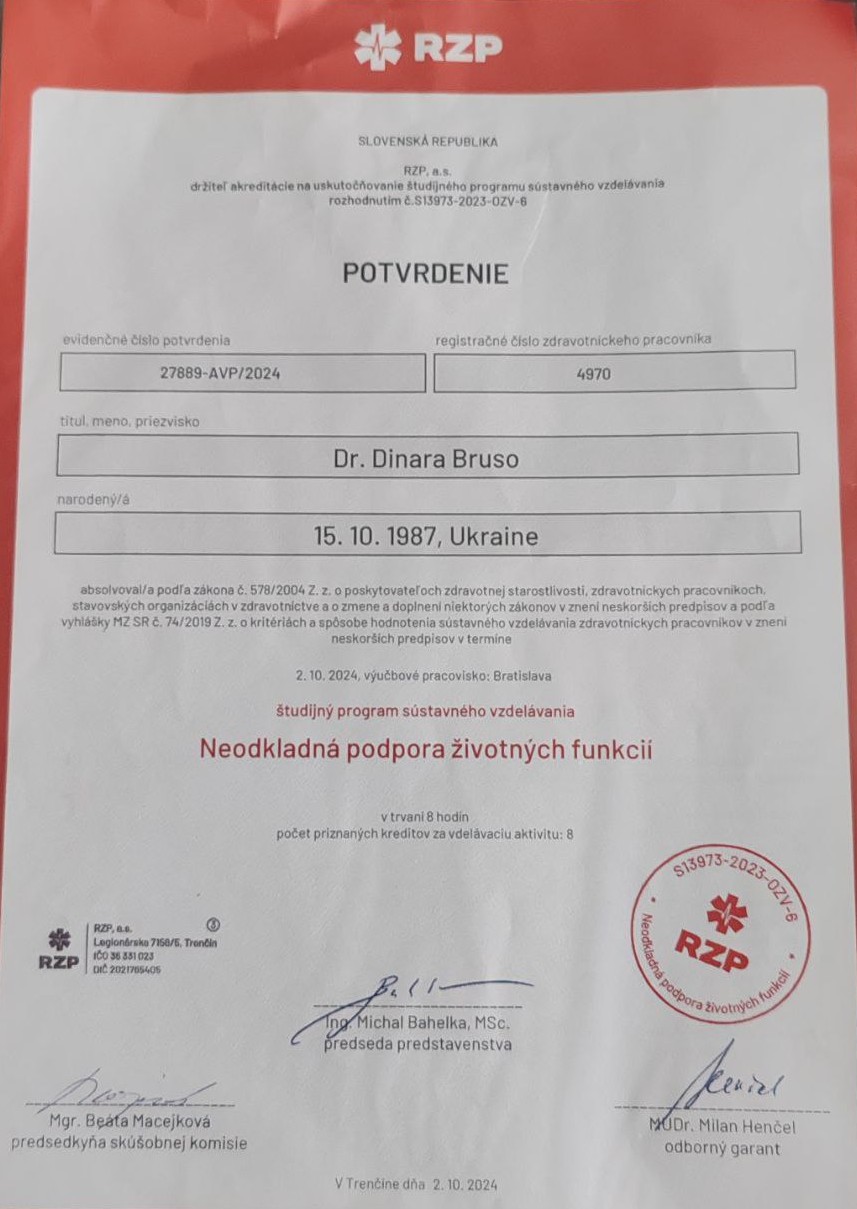 RZP
SLOVENSKÁ REPUBLIKA
RZP, a.s.
držiteľ akreditácie na uskutočňovanie študijného programu sústavného vzdelávania
rozhodnutím č.S13973-2023-OZV-6
POTVRDENIE
evidenčné číslo potvrdenia
registračné číslo zdravotníckeho pracovníka
27889-AVP/2024
4970
titul, meno, priezvisko
Dr. Dinara Bruso
narodený/á
15. 10. 1987, Ukraine
absolvoval/a podľa zákona č. 578/2004 Z. z. o poskytovateľoch zdravotnej starostlivosti, zdravotníckych pracovníkoch,
stavovských organizáciách v zdravotníctve a o zmene a doplnení niektorých zákonov v znení neskorších predpisov a podľa
vyhlášky MZ SR č. 74/2019 Z. z. o kritériách a spôsobe hodnotenia sústavného vzdelávania zdravotníckych pracovníkov v znení
neskorších predpisov v termíne
2. 10. 2024, výučbové pracovisko: Bratislava
študijný program sústavného vzdelávania
Neodkladná podpora životných funkcií
v trvaní 8 hodín
počet priznaných kreditov za vdelávaciu aktivitu: 8
S13973-2023-OZV-6
RZP
Neodkladná podpora životných funkcií
RZP
RZP, a.s.
Legionárska 7158/5, Trenčín
IČO 36 331 023
DIČ 2021765405
Ing. Michal Bahelka, MSc.
predseda predstavenstva
Mgr. Beáta Macejková
predsedkyňa skúšobnej komisie
MUDr. Milan Henčel
odborný garant
V Trenčíne dňa 2. 10. 2024